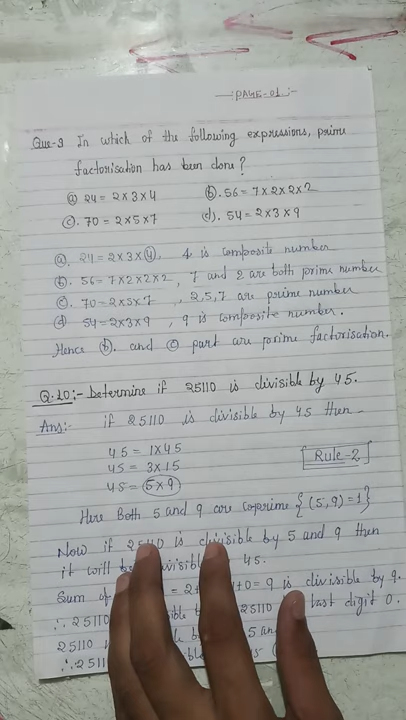 —:PAGE-01:-
Que-9 In which of the following expressions, prime
factorisation has been done?
(a) 24 = 2×3×4 (b). 56 = 7×2×2×2
(c). 70 = 2×5×7 (d). 54 = 2×3×9
(a). 24 = 2×3×4, 4 is composite number
(b). 56 = 7×2×2×2, 7 and 2 are both prime number
(c). 70 = 2×5×7, 2,5,7 are prime number
(d) 54 = 2×3×9, 9 is composite number.
Hence (b). and (c) part are prime factorisation.
Q.10:- Determine if 25110 is divisible by 45.
Ans:- if 25110 is divisible by 45 then -
45 = 1×45
45 = 3×15 Rule-2
45 = 5×9
Here Both 5 and 9 are coprime {(5,9)=1}
Now if is divisible by 5 and 9 then
it will 45.
Sum of = 2+ +0= 9 is divisible by 9.
∴ 25110 25110 last digit 0.
25110 5 and
∴ 2511